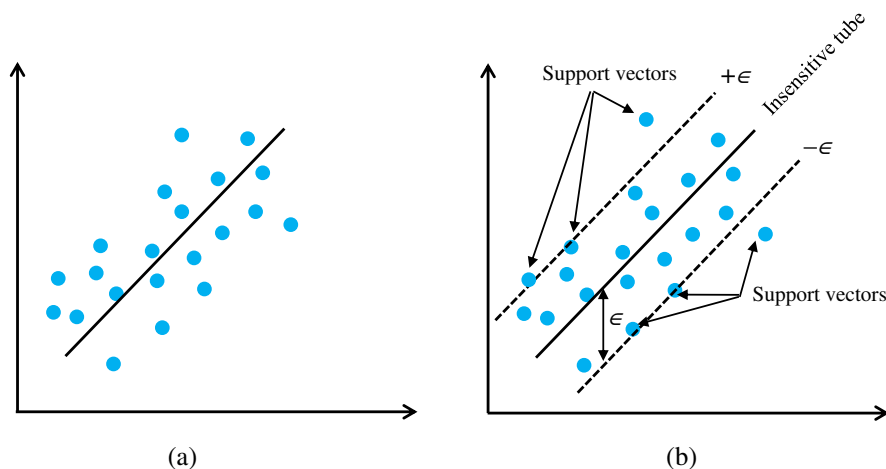 Support vectors
+ϵ
Insensitive tube
−ϵ
ϵ
Support vectors
(a)
(b)